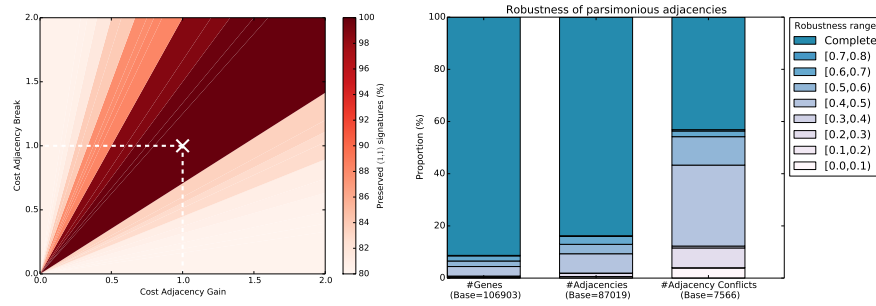 Robustness of parsimonious adjacencies
2.0
1.5
1.0
0.5
0.0
0.0
0.5
1.0
1.5
2.0
Cost Adjacency Break
Cost Adjacency Gain
100
98
96
94
92
90
88
86
84
82
80
Preserved (1,1) signatures (%)
100
80
60
40
20
0
Proportion (%)
#Genes
(Base=106903)
#Adjacencies
(Base=87019)
#Adjacency Conflicts
(Base=7566)
Robustness range
Complete
[0.7,0.8)
[0.6,0.7)
[0.5,0.6)
[0.4,0.5)
[0.3,0.4)
[0.2,0.3)
[0.1,0.2)
[0.0,0.1)